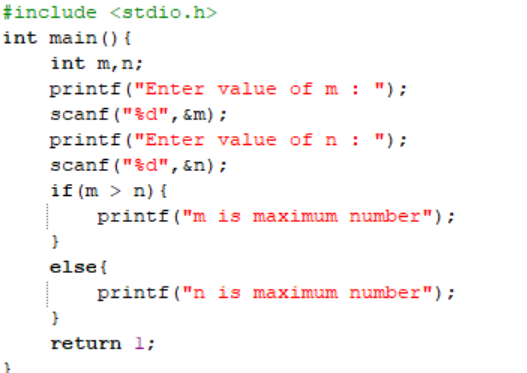 #include <stdio.h>
int main(){
    int m,n;
    printf("Enter value of m : ");
    scanf("%d",&m);
    printf("Enter value of n : ");
    scanf("%d",&n);
    if(m > n){
        printf("m is maximum number");
    }
    else{
        printf("n is maximum number");
    }
    return 1;
}